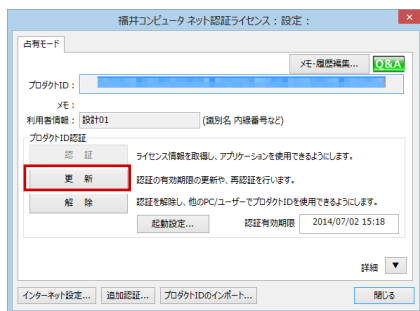 福井コンピュータ ネット認証ライセンス：設定：
占有モード
メモ・履歴編集...
Q&A
プロダクトID：
メモ：
利用者情報： 設計01 (識別名 内線番号など)
プロダクトID認証
認 証 ライセンス情報を取得し、アプリケーションを使用できるようにします。
更 新 認証の有効期限の更新や、再認証を行います。
解 除 認証を解除し、他のPC/ユーザーでプロダクトIDを使用できるようにします。
起動設定... 認証有効期限 2014/07/02 15:18
詳細 ▼
インターネット設定... 追加認証... プロダクトIDのインポート... 閉じる